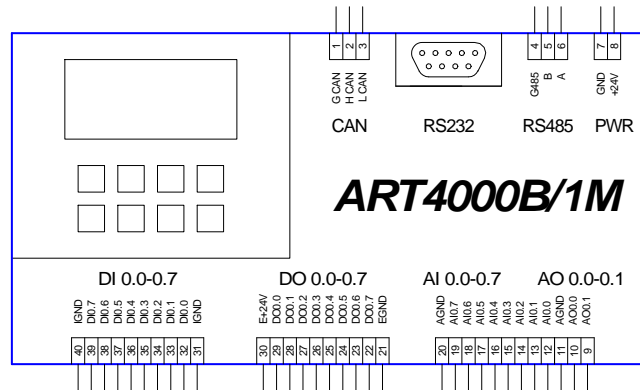 1 2 3 4 5 6 7 8
G CAN H CAN L CAN G485 B A GND +24V
CAN RS232 RS485 PWR
ART4000B/1M
DI 0.0-0.7 DO 0.0-0.7 AI 0.0-0.7 AO 0.0-0.1
IGND DI0.7 DI0.6 DI0.5 DI0.4 DI0.3 DI0.2 DI0.1 DI0.0 IGND E+24V DO0.0 DO0.1 DO0.2 DO0.3 DO0.4 DO0.5 DO0.6 DO0.7 EGND AGND AI0.7 AI0.6 AI0.5 AI0.4 AI0.3 AI0.2 AI0.1 AI0.0 AGND AO0.0 AO0.1
40 39 38 37 36 35 34 33 32 31 30 29 28 27 26 25 24 23 22 21 20 19 18 17 16 15 14 13 12 11 10 9